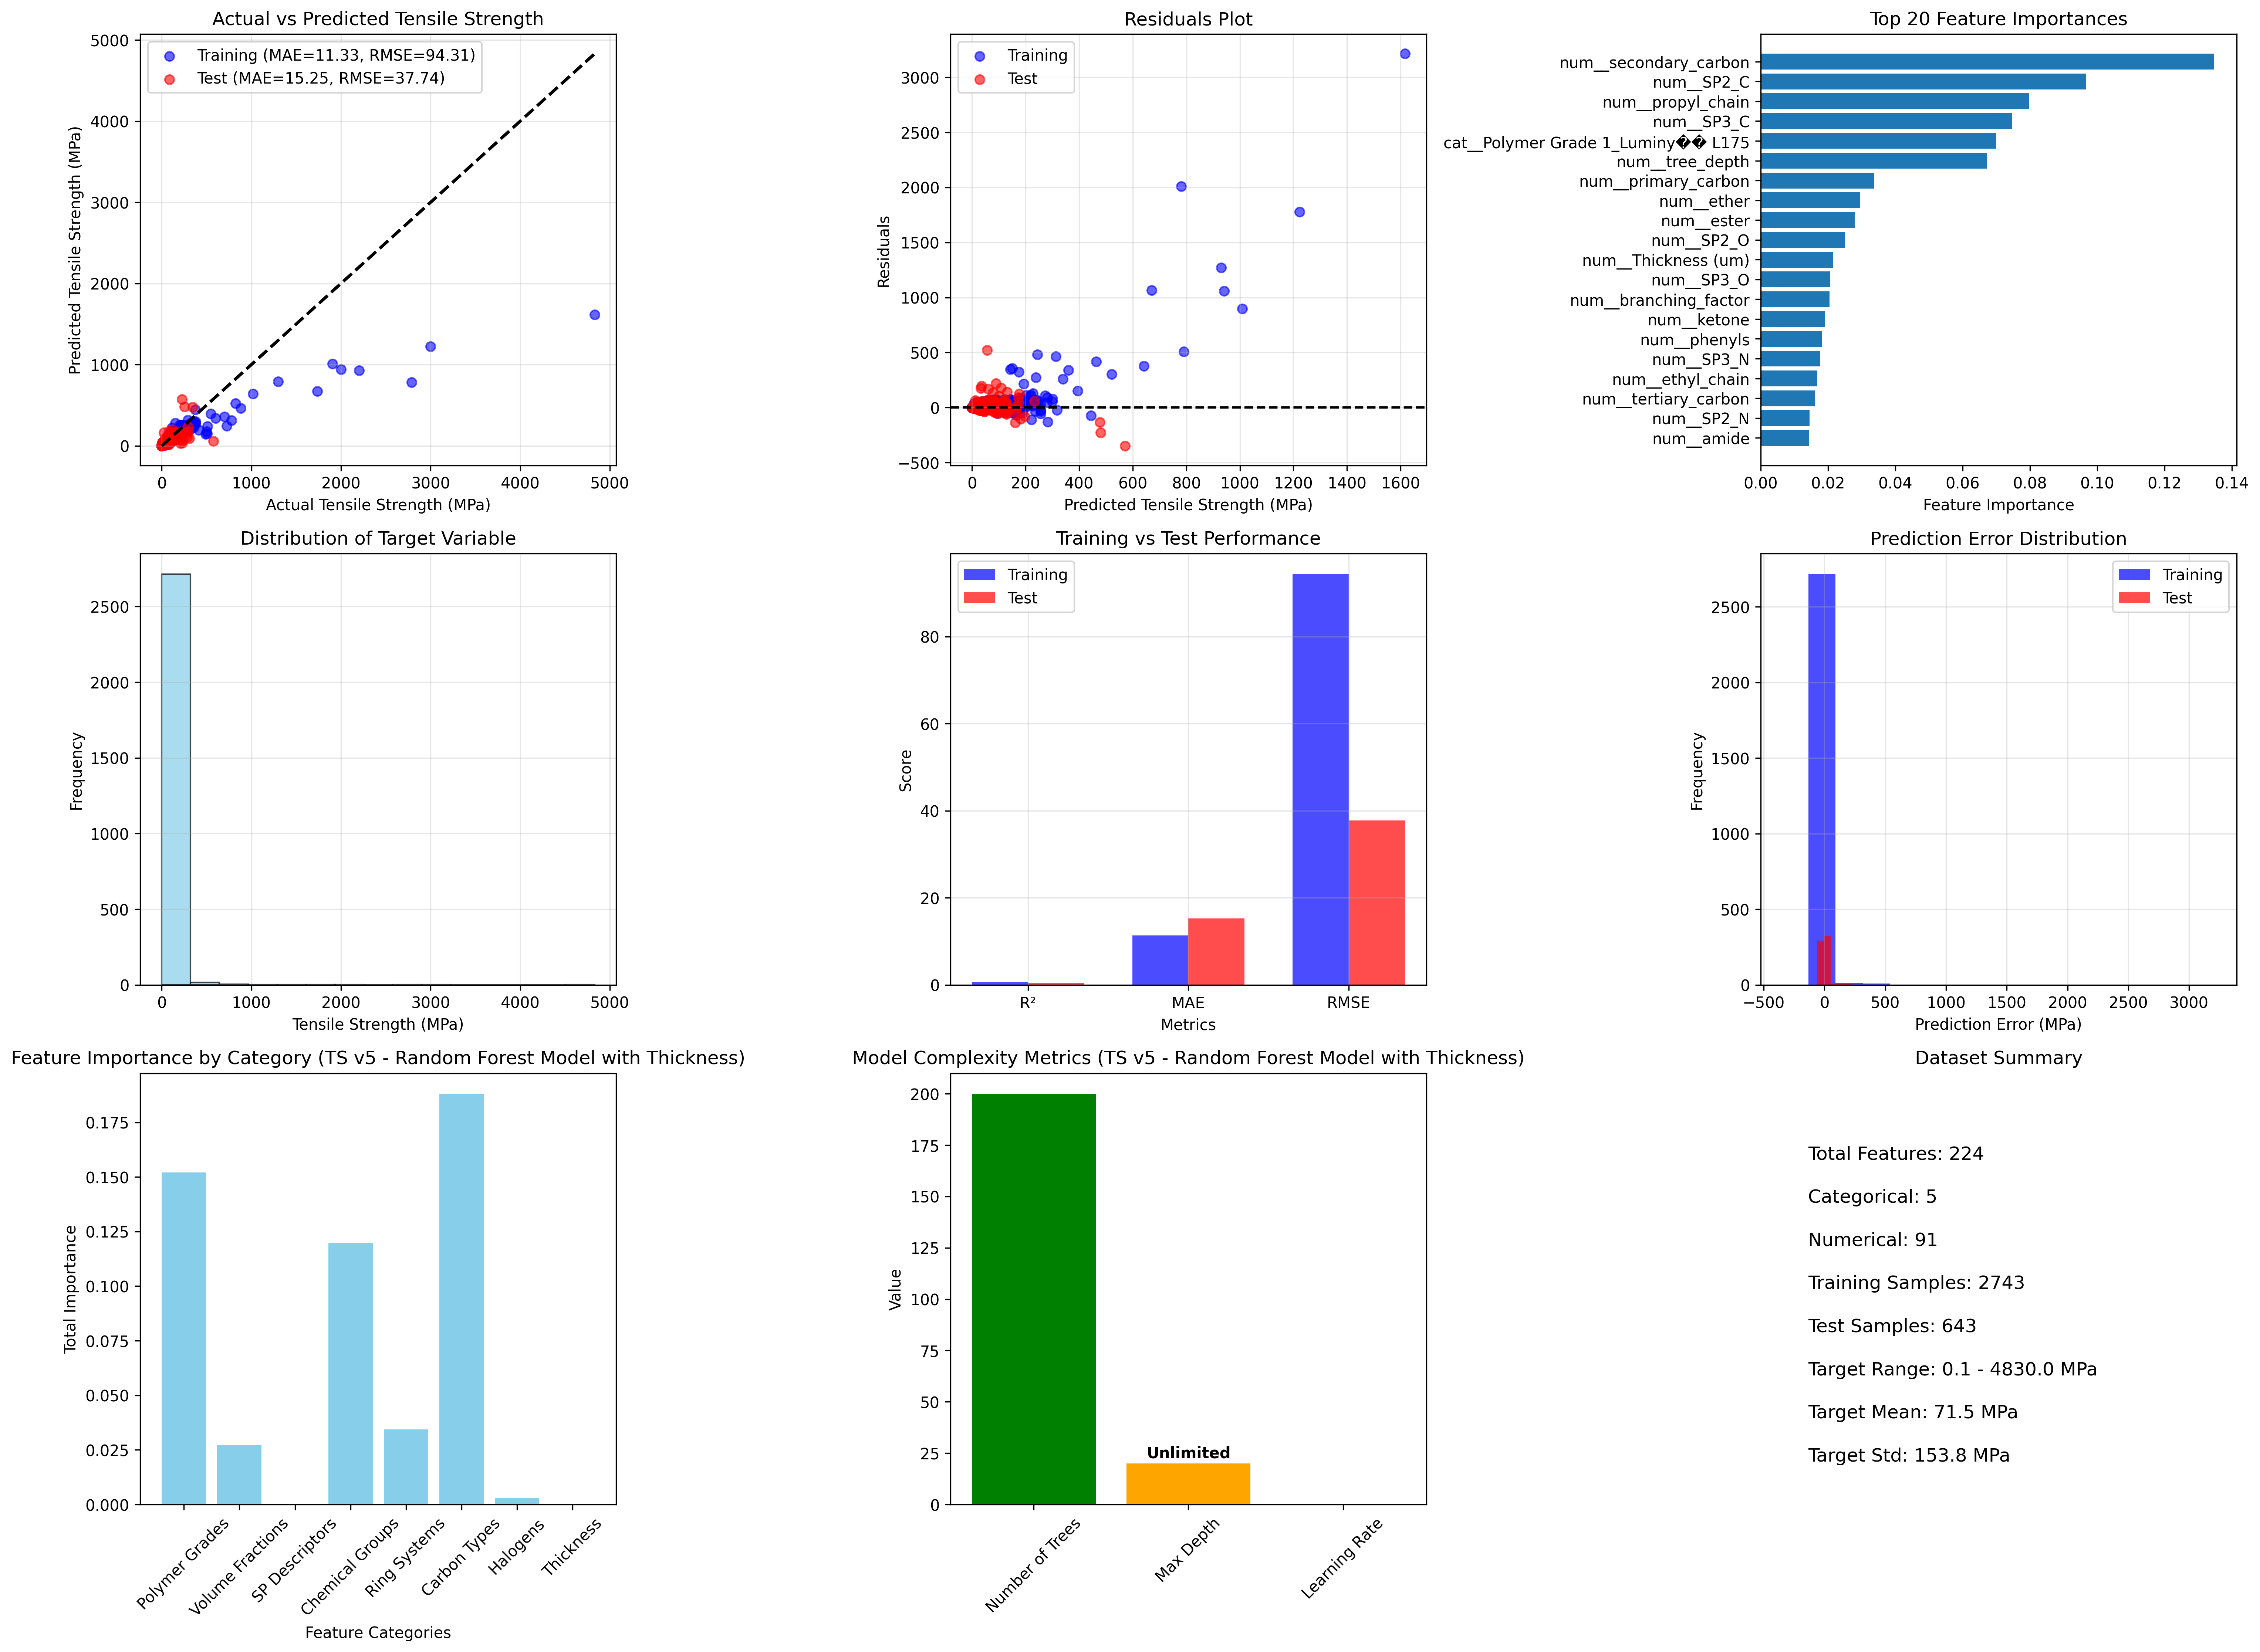 Actual vs Predicted Tensile Strength
Training (MAE=11.33, RMSE=94.31)
Test (MAE=15.25, RMSE=37.74)
5000
4000
3000
2000
1000
0
Predicted Tensile Strength (MPa)
0 1000 2000 3000 4000 5000
Actual Tensile Strength (MPa)
Residuals Plot
Training
Test
3000
2500
2000
1500
1000
500
0
−500
Residuals
0 200 400 600 800 1000 1200 1400 1600
Predicted Tensile Strength (MPa)
Top 20 Feature Importances
num__secondary_carbon
num__SP2_C
num__propyl_chain
num__SP3_C
cat__Polymer Grade 1_Luminy�� L175
num__tree_depth
num__primary_carbon
num__ether
num__ester
num__SP2_O
num__Thickness (um)
num__SP3_O
num__branching_factor
num__ketone
num__phenyls
num__SP3_N
num__ethyl_chain
num__tertiary_carbon
num__SP2_N
num__amide
0.00 0.02 0.04 0.06 0.08 0.10 0.12 0.14
Feature Importance
Distribution of Target Variable
2500
2000
1500
1000
500
0
Frequency
0 1000 2000 3000 4000 5000
Tensile Strength (MPa)
Training vs Test Performance
Training
Test
80
60
40
20
0
Score
R² MAE RMSE
Metrics
Prediction Error Distribution
Training
Test
2500
2000
1500
1000
500
0
Frequency
−500 0 500 1000 1500 2000 2500 3000
Prediction Error (MPa)
Feature Importance by Category (TS v5 - Random Forest Model with Thickness)
0.175
0.150
0.125
0.100
0.075
0.050
0.025
0.000
Total Importance
Polymer Grades
Volume Fractions
SP Descriptors
Chemical Groups
Ring Systems
Carbon Types
Halogens
Thickness
Feature Categories
Model Complexity Metrics (TS v5 - Random Forest Model with Thickness)
200
175
150
125
100
75
50
25
0
Value
Unlimited
Number of Trees
Max Depth
Learning Rate
Dataset Summary
Total Features: 224
Categorical: 5
Numerical: 91
Training Samples: 2743
Test Samples: 643
Target Range: 0.1 - 4830.0 MPa
Target Mean: 71.5 MPa
Target Std: 153.8 MPa